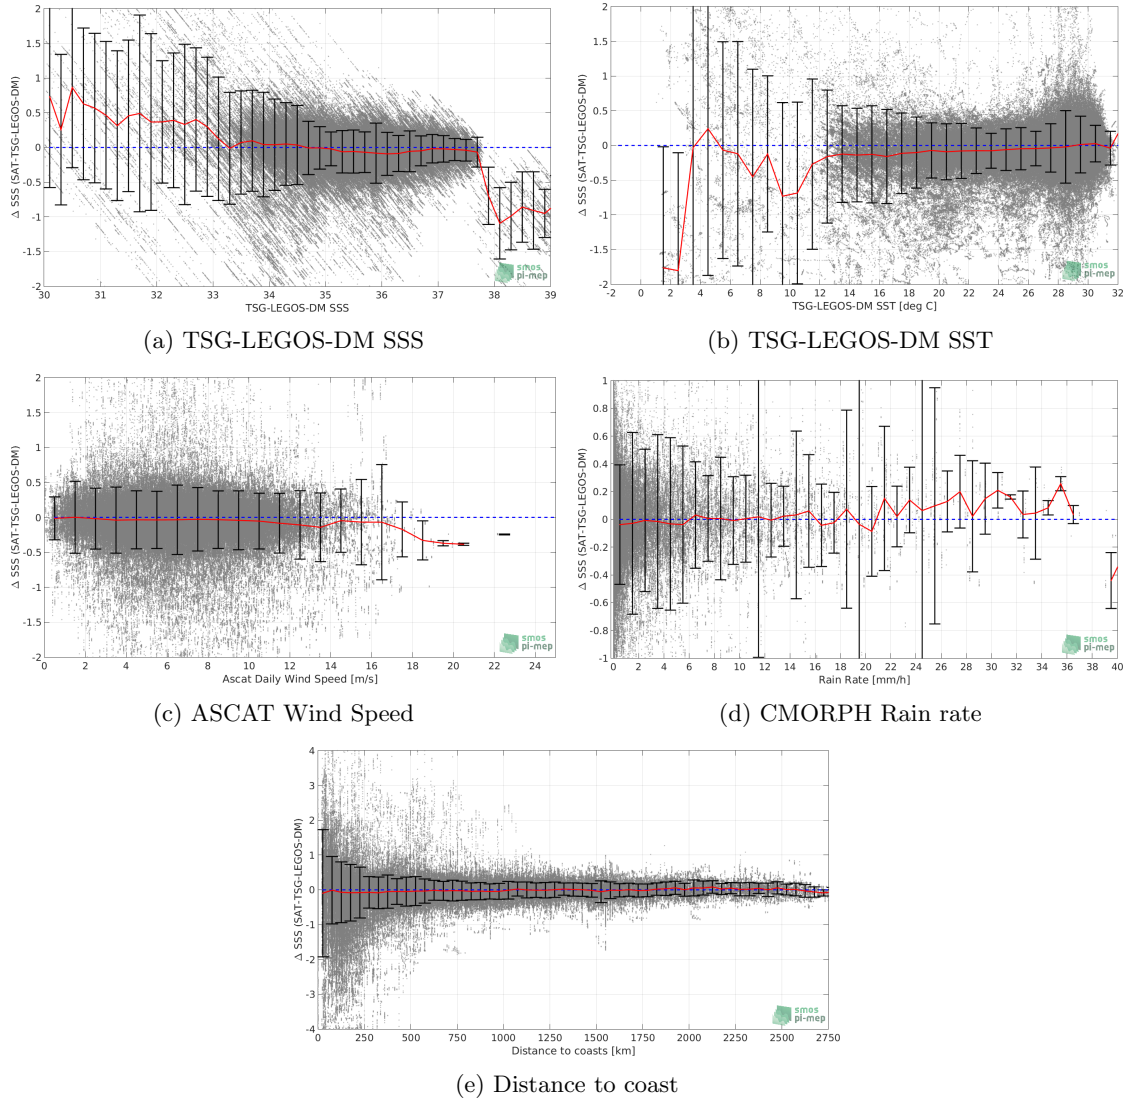 Δ SSS (SAT-TSG-LEGOS-DM)
2
1.5
1
0.5
0
-0.5
-1
-1.5
-2
30 31 32 33 34 35 36 37 38 39
TSG-LEGOS-DM SSS
smos
pi-mep
(a) TSG-LEGOS-DM SSS
Δ SSS (SAT-TSG-LEGOS-DM)
2
1.5
1
0.5
0
-0.5
-1
-1.5
-2
-2 0 2 4 6 8 10 12 14 16 18 20 22 24 26 28 30 32
TSG-LEGOS-DM SST [deg C]
smos
pi-mep
(b) TSG-LEGOS-DM SST
Δ SSS (SAT-TSG-LEGOS-DM)
2
1.5
1
0.5
0
-0.5
-1
-1.5
-2
0 2 4 6 8 10 12 14 16 18 20 22 24
Ascat Daily Wind Speed [m/s]
smos
pi-mep
(c) ASCAT Wind Speed
Δ SSS (SAT-TSG-LEGOS-DM)
1
0.8
0.6
0.4
0.2
0
-0.2
-0.4
-0.6
-0.8
-1
0 2 4 6 8 10 12 14 16 18 20 22 24 26 28 30 32 34 36 38 40
Rain Rate [mm/h]
smos
pi-mep
(d) CMORPH Rain rate
Δ SSS (SAT-TSG-LEGOS-DM)
4
3
2
1
0
-1
-2
-3
-4
0 250 500 750 1000 1250 1500 1750 2000 2250 2500 2750
Distance to coasts [km]
smos
pi-mep
(e) Distance to coast